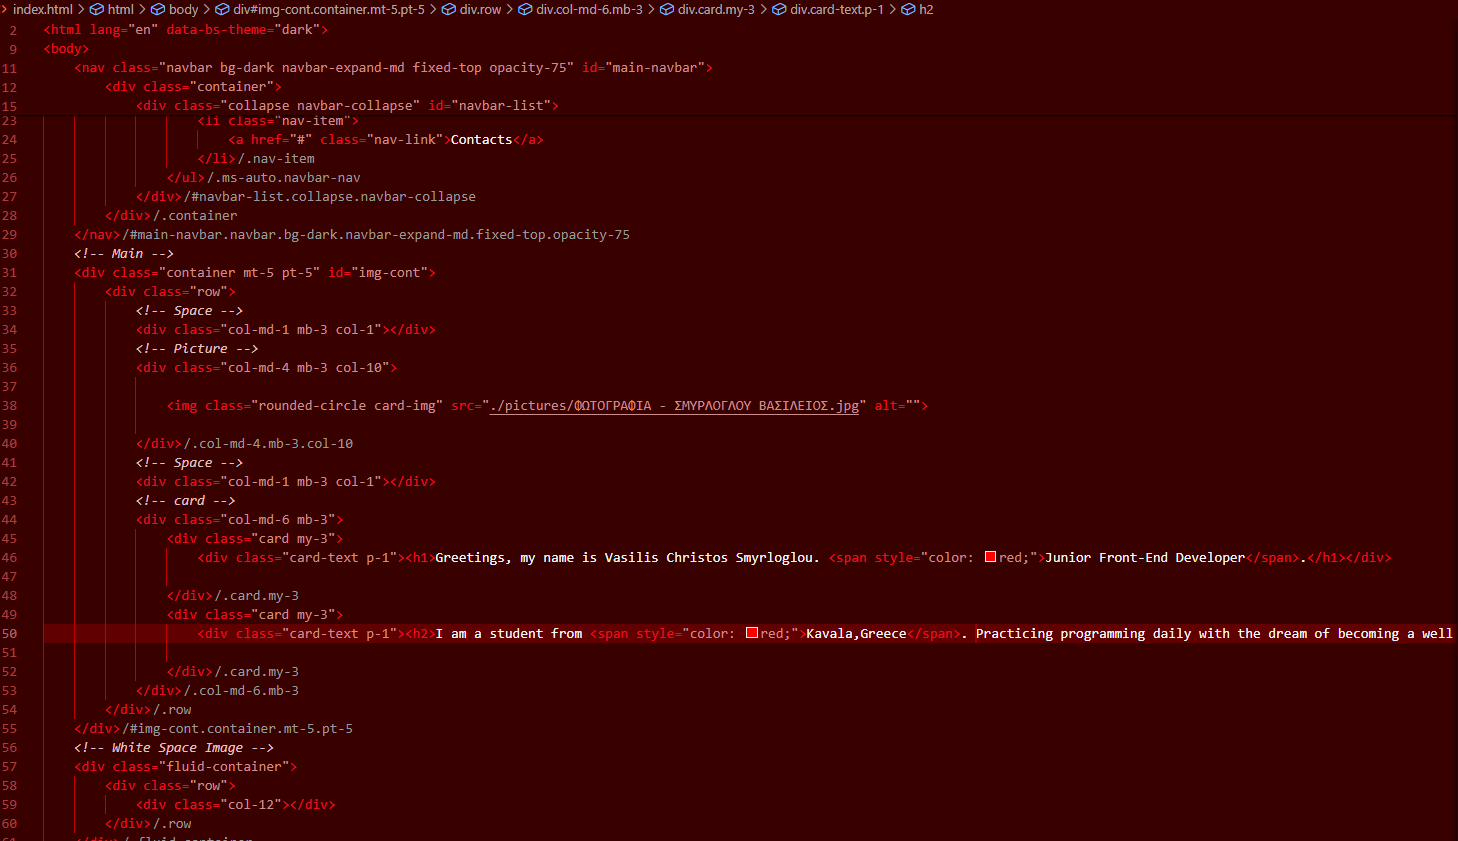 index.html > html > body > div#img-cont.container.mt-5.pt-5 > div.row > div.col-md-6.mb-3 > div.card.my-3 > div.card-text.p-1 > h2
2 <html lang="en" data-bs-theme="dark">
9 <body>
11 <nav class="navbar bg-dark navbar-expand-md fixed-top opacity-75" id="main-navbar">
12 <div class="container">
15 <div class="collapse navbar-collapse" id="navbar-list">
23 <li class="nav-item">
24 <a href="#" class="nav-link">Contacts</a>
25 </li>/.nav-item
26 </ul>/.ms-auto.navbar-nav
27 </div>/#navbar-list.collapse.navbar-collapse
28 </div>/.container
29 </nav>/#main-navbar.navbar.bg-dark.navbar-expand-md.fixed-top.opacity-75
30 <!-- Main -->
31 <div class="container mt-5 pt-5" id="img-cont">
32 <div class="row">
33 <!-- Space -->
34 <div class="col-md-1 mb-3 col-1"></div>
35 <!-- Picture -->
36 <div class="col-md-4 mb-3 col-10">
37
38 <img class="rounded-circle card-img" src="./pictures/ΦΩΤΟΓΡΑΦΙΑ - ΣΜΥΡΛΟΓΛΟΥ ΒΑΣΙΛΕΙΟΣ.jpg" alt="">
39
40 </div>/.col-md-4.mb-3.col-10
41 <!-- Space -->
42 <div class="col-md-1 mb-3 col-1"></div>
43 <!-- card -->
44 <div class="col-md-6 mb-3">
45 <div class="card my-3">
46 <div class="card-text p-1"><h1>Greetings, my name is Vasilis Christos Smyrloglou. <span style="color: red;">Junior Front-End Developer</span>.</h1></div>
47
48 </div>/.card.my-3
49 <div class="card my-3">
50 <div class="card-text p-1"><h2>I am a student from <span style="color: red;">Kavala,Greece</span>. Practicing programming daily with the dream of becoming a well
51
52 </div>/.card.my-3
53 </div>/.col-md-6.mb-3
54 </div>/.row
55 </div>/#img-cont.container.mt-5.pt-5
56 <!-- White Space Image -->
57 <div class="fluid-container">
58 <div class="row">
59 <div class="col-12"></div>
60 </div>/.row
61 </div>/.fluid-container